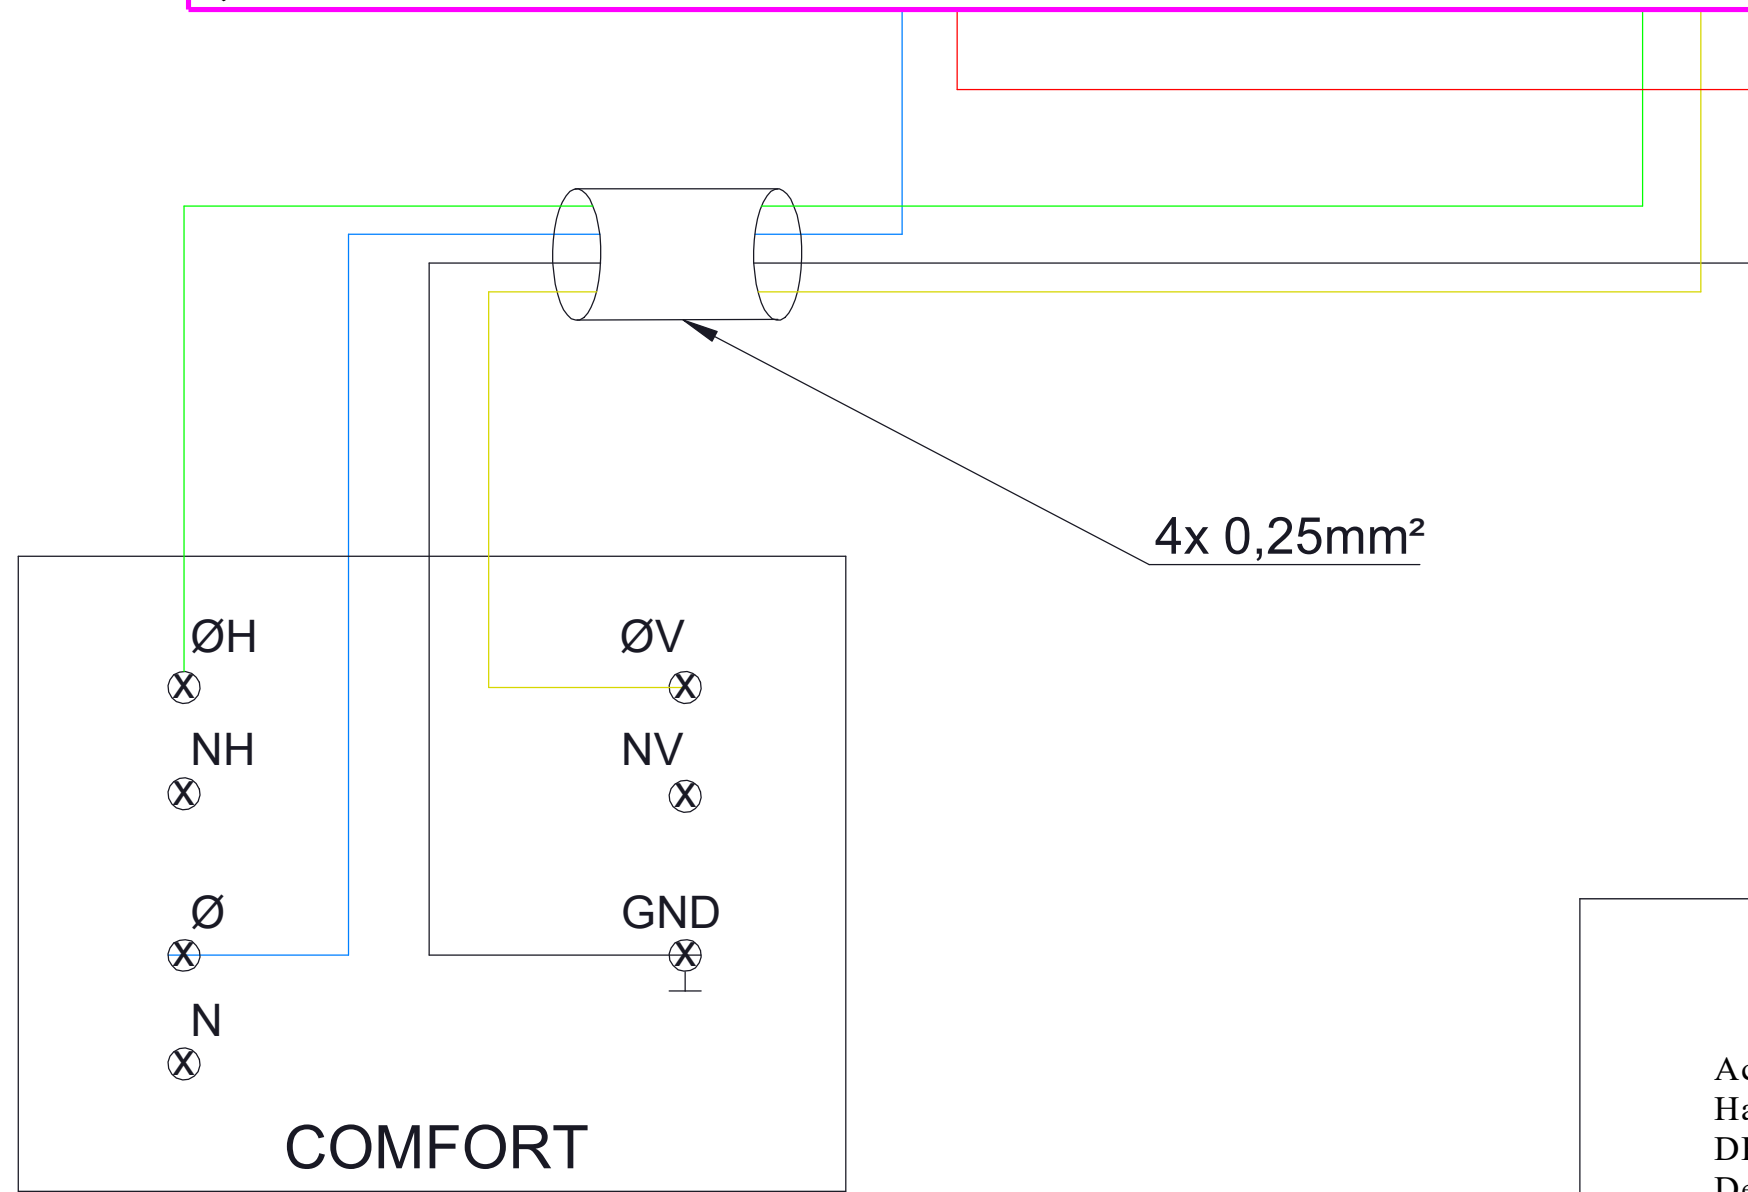 4x 0,25mm²
ØH ØV
X X
NH NV
X X
Ø GND
X X
N
X
COMFORT